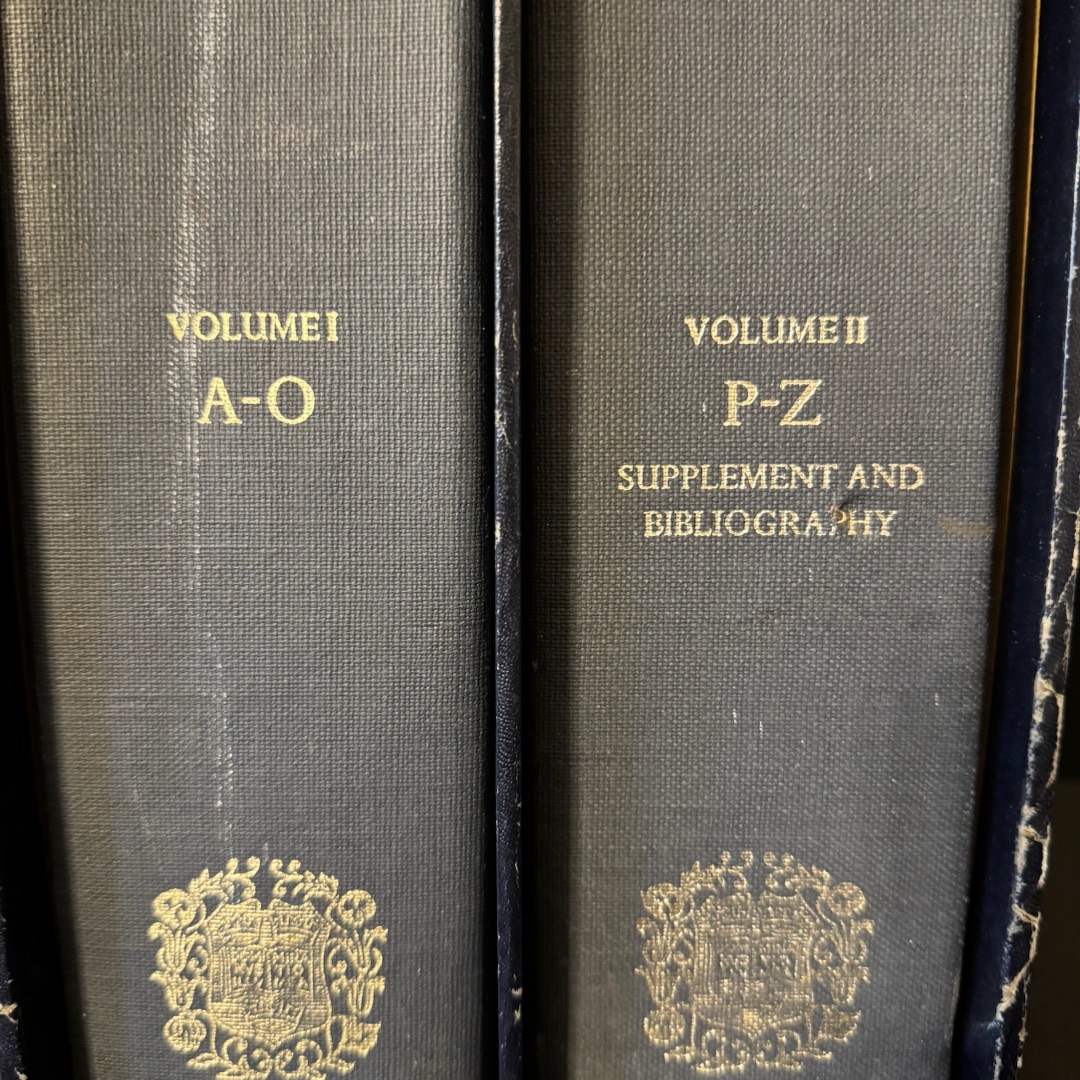 VOLUME I
A-O
VOLUME II
P-Z
SUPPLEMENT AND
BIBLIOGRAPHY